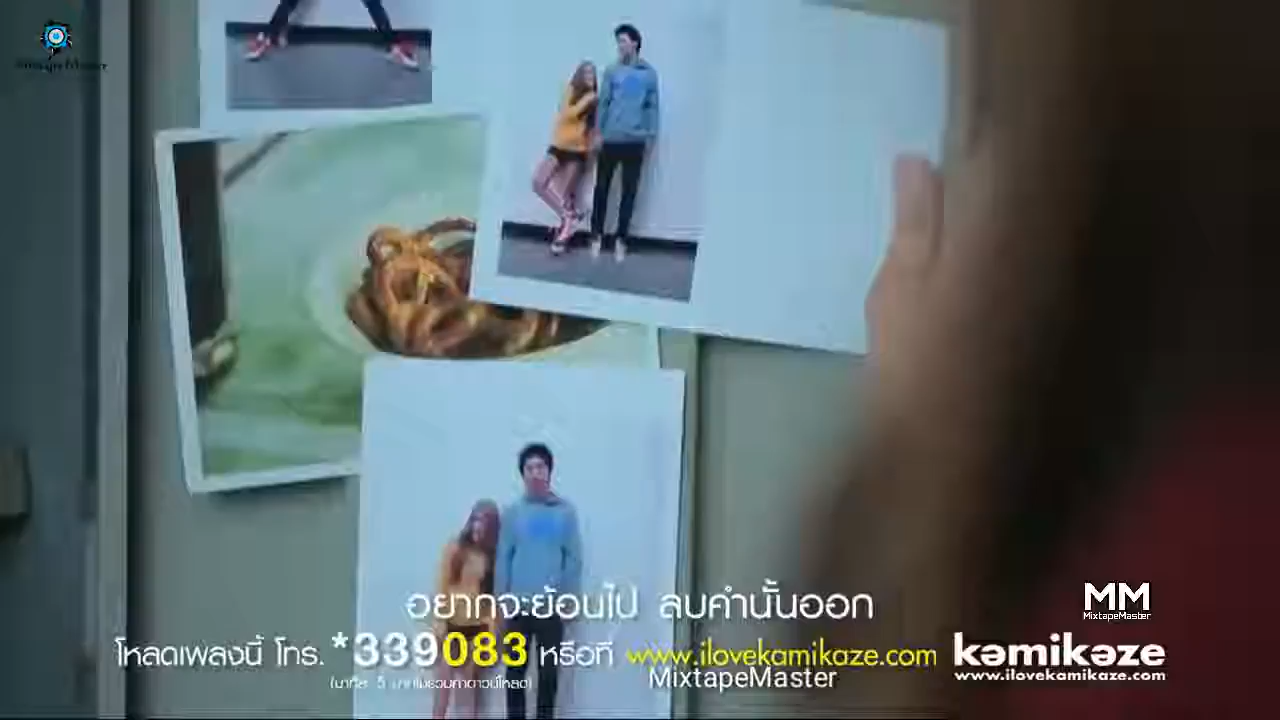 อยากจะย้อนไป ลบคำนั้นออก
MM
MixtapeMaster
โหลดเพลงนี้ โทร. *339083 หรือที่ www.ilovekamikaze.com
kamikaze
www.ilovekamikaze.com
MixtapeMaster